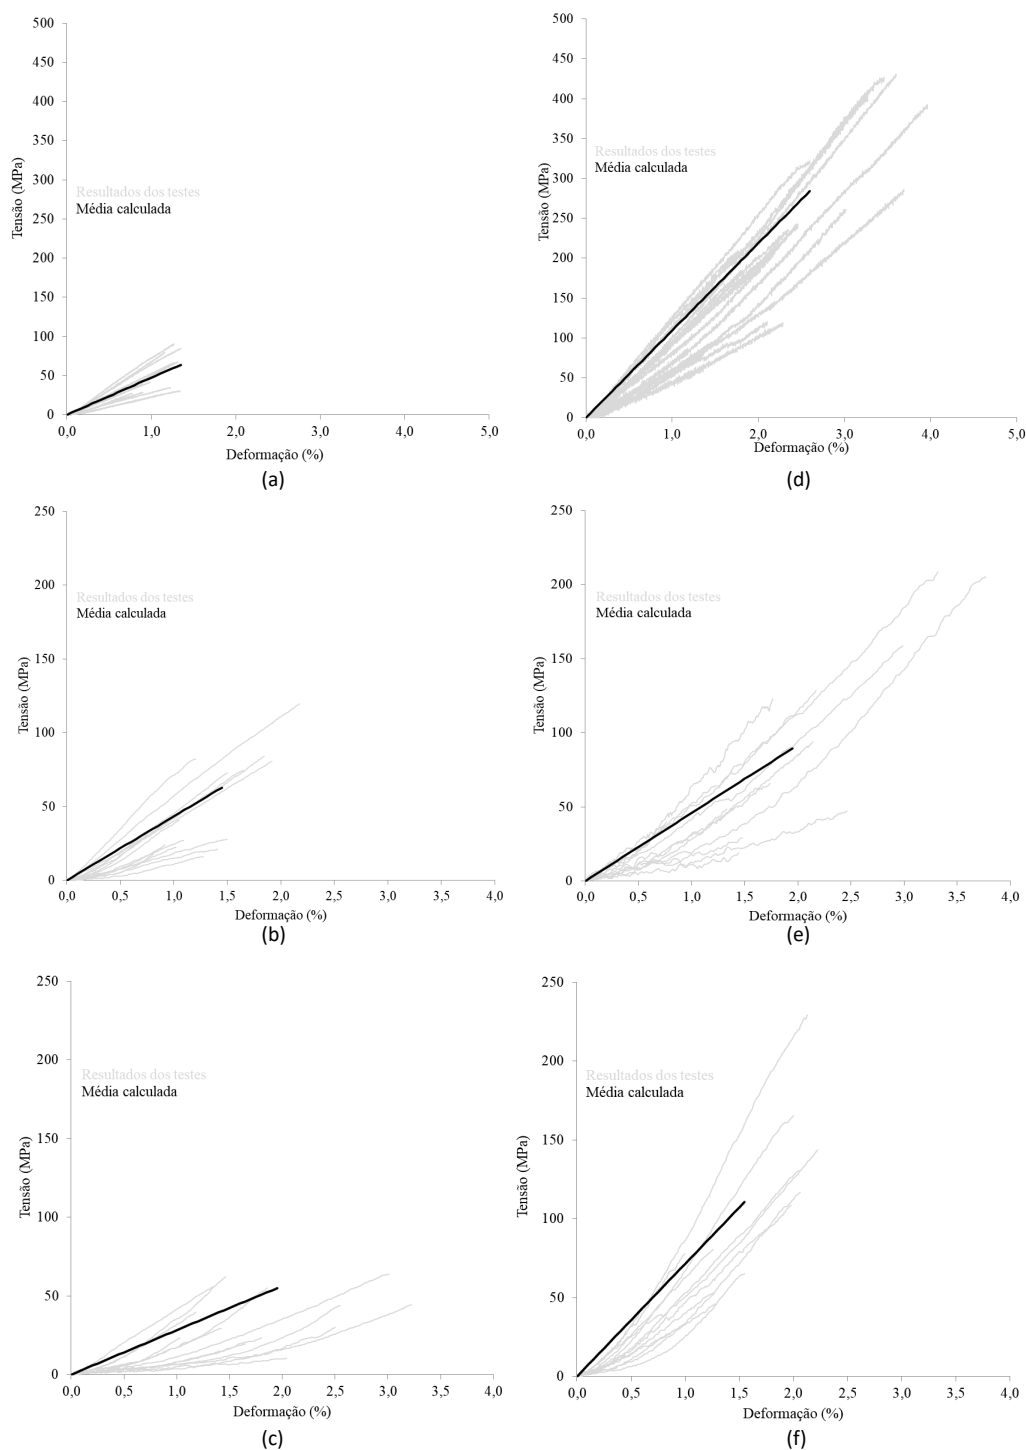 500
450
400
350
300
250
200
150
100
50
0
Tensão (MPa)
Resultados dos testes
Média calculada
0,0 1,0 2,0 3,0 4,0 5,0
Deformação (%)
(a)
500
450
400
350
300
250
200
150
100
50
0
Tensão (MPa)
Resultados dos testes
Média calculada
0,0 1,0 2,0 3,0 4,0 5,0
Deformação (%)
(d)
250
200
150
100
50
0
Tensão (MPa)
Resultados dos testes
Média calculada
0,0 0,5 1,0 1,5 2,0 2,5 3,0 3,5 4,0
Deformação (%)
(b)
250
200
150
100
50
0
Tensão (MPa)
Resultados dos testes
Média calculada
0,0 0,5 1,0 1,5 2,0 2,5 3,0 3,5 4,0
Deformação (%)
(e)
250
200
150
100
50
0
Tensão (MPa)
Resultados dos testes
Média calculada
0,0 0,5 1,0 1,5 2,0 2,5 3,0 3,5 4,0
Deformação (%)
(c)
250
200
150
100
50
0
Tensão (MPa)
Resultados dos testes
Média calculada
0,0 0,5 1,0 1,5 2,0 2,5 3,0 3,5 4,0
Deformação (%)
(f)